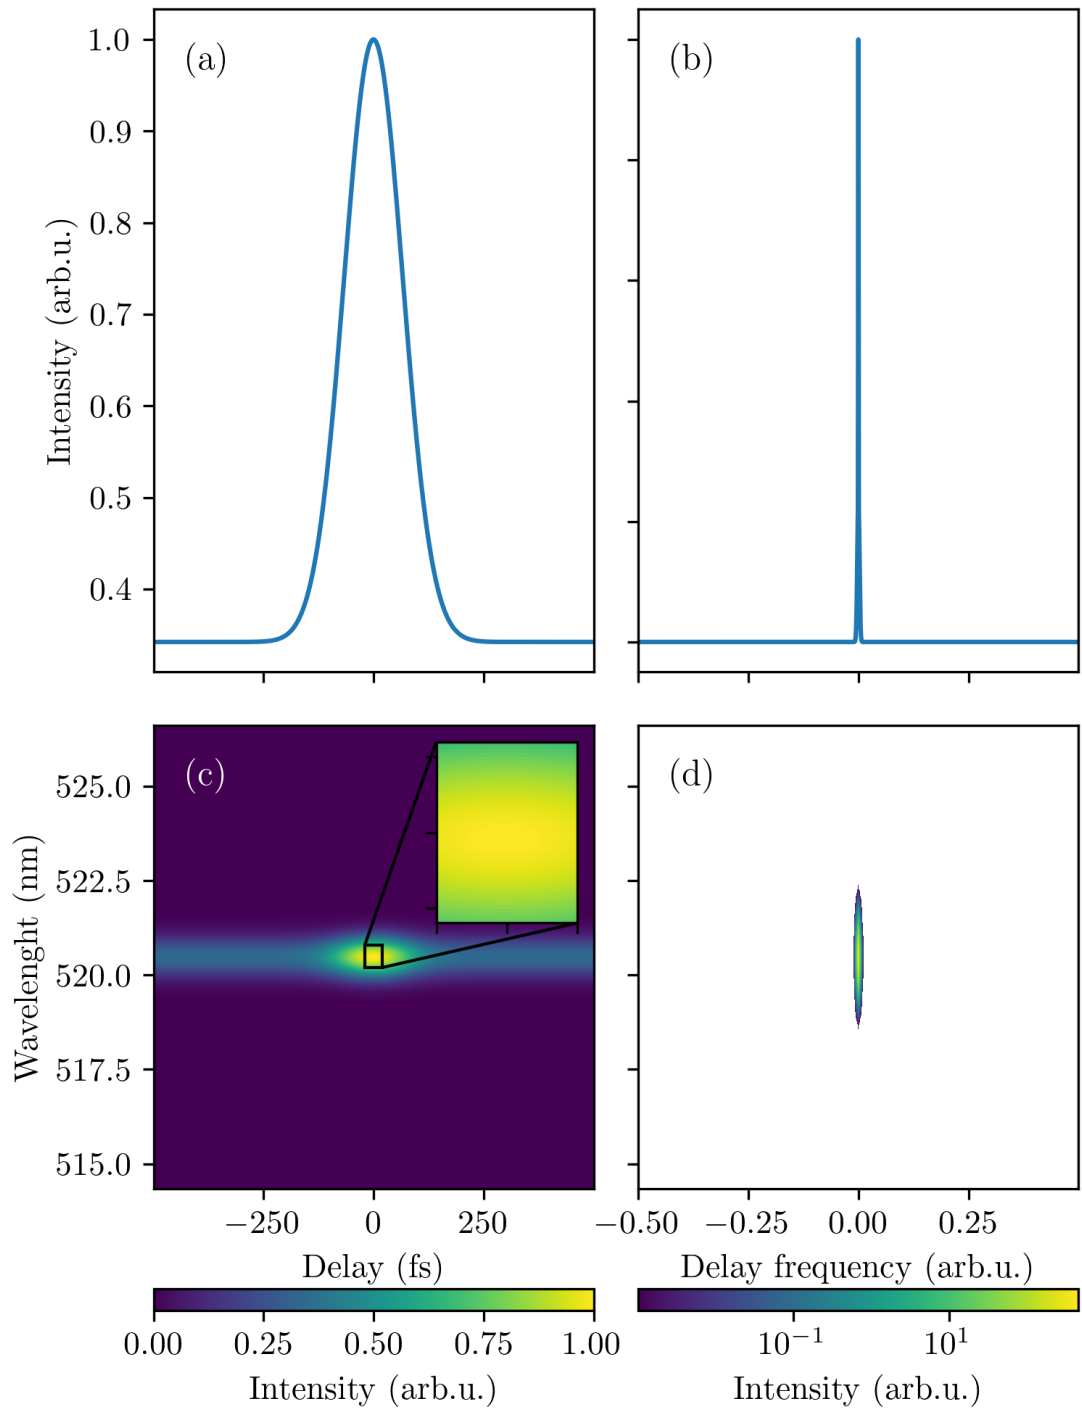 (a)
(b)
1.0
0.9
0.8
0.7
0.6
0.5
0.4
Intensity (arb.u.)
(c)
(d)
525.0
522.5
520.0
517.5
515.0
Wavelenght (nm)
−250 0 250
−0.50 −0.25 0.00 0.25
Delay (fs)
Delay frequency (arb.u.)
0.00 0.25 0.50 0.75 1.00
10⁻¹ 10¹
Intensity (arb.u.)
Intensity (arb.u.)